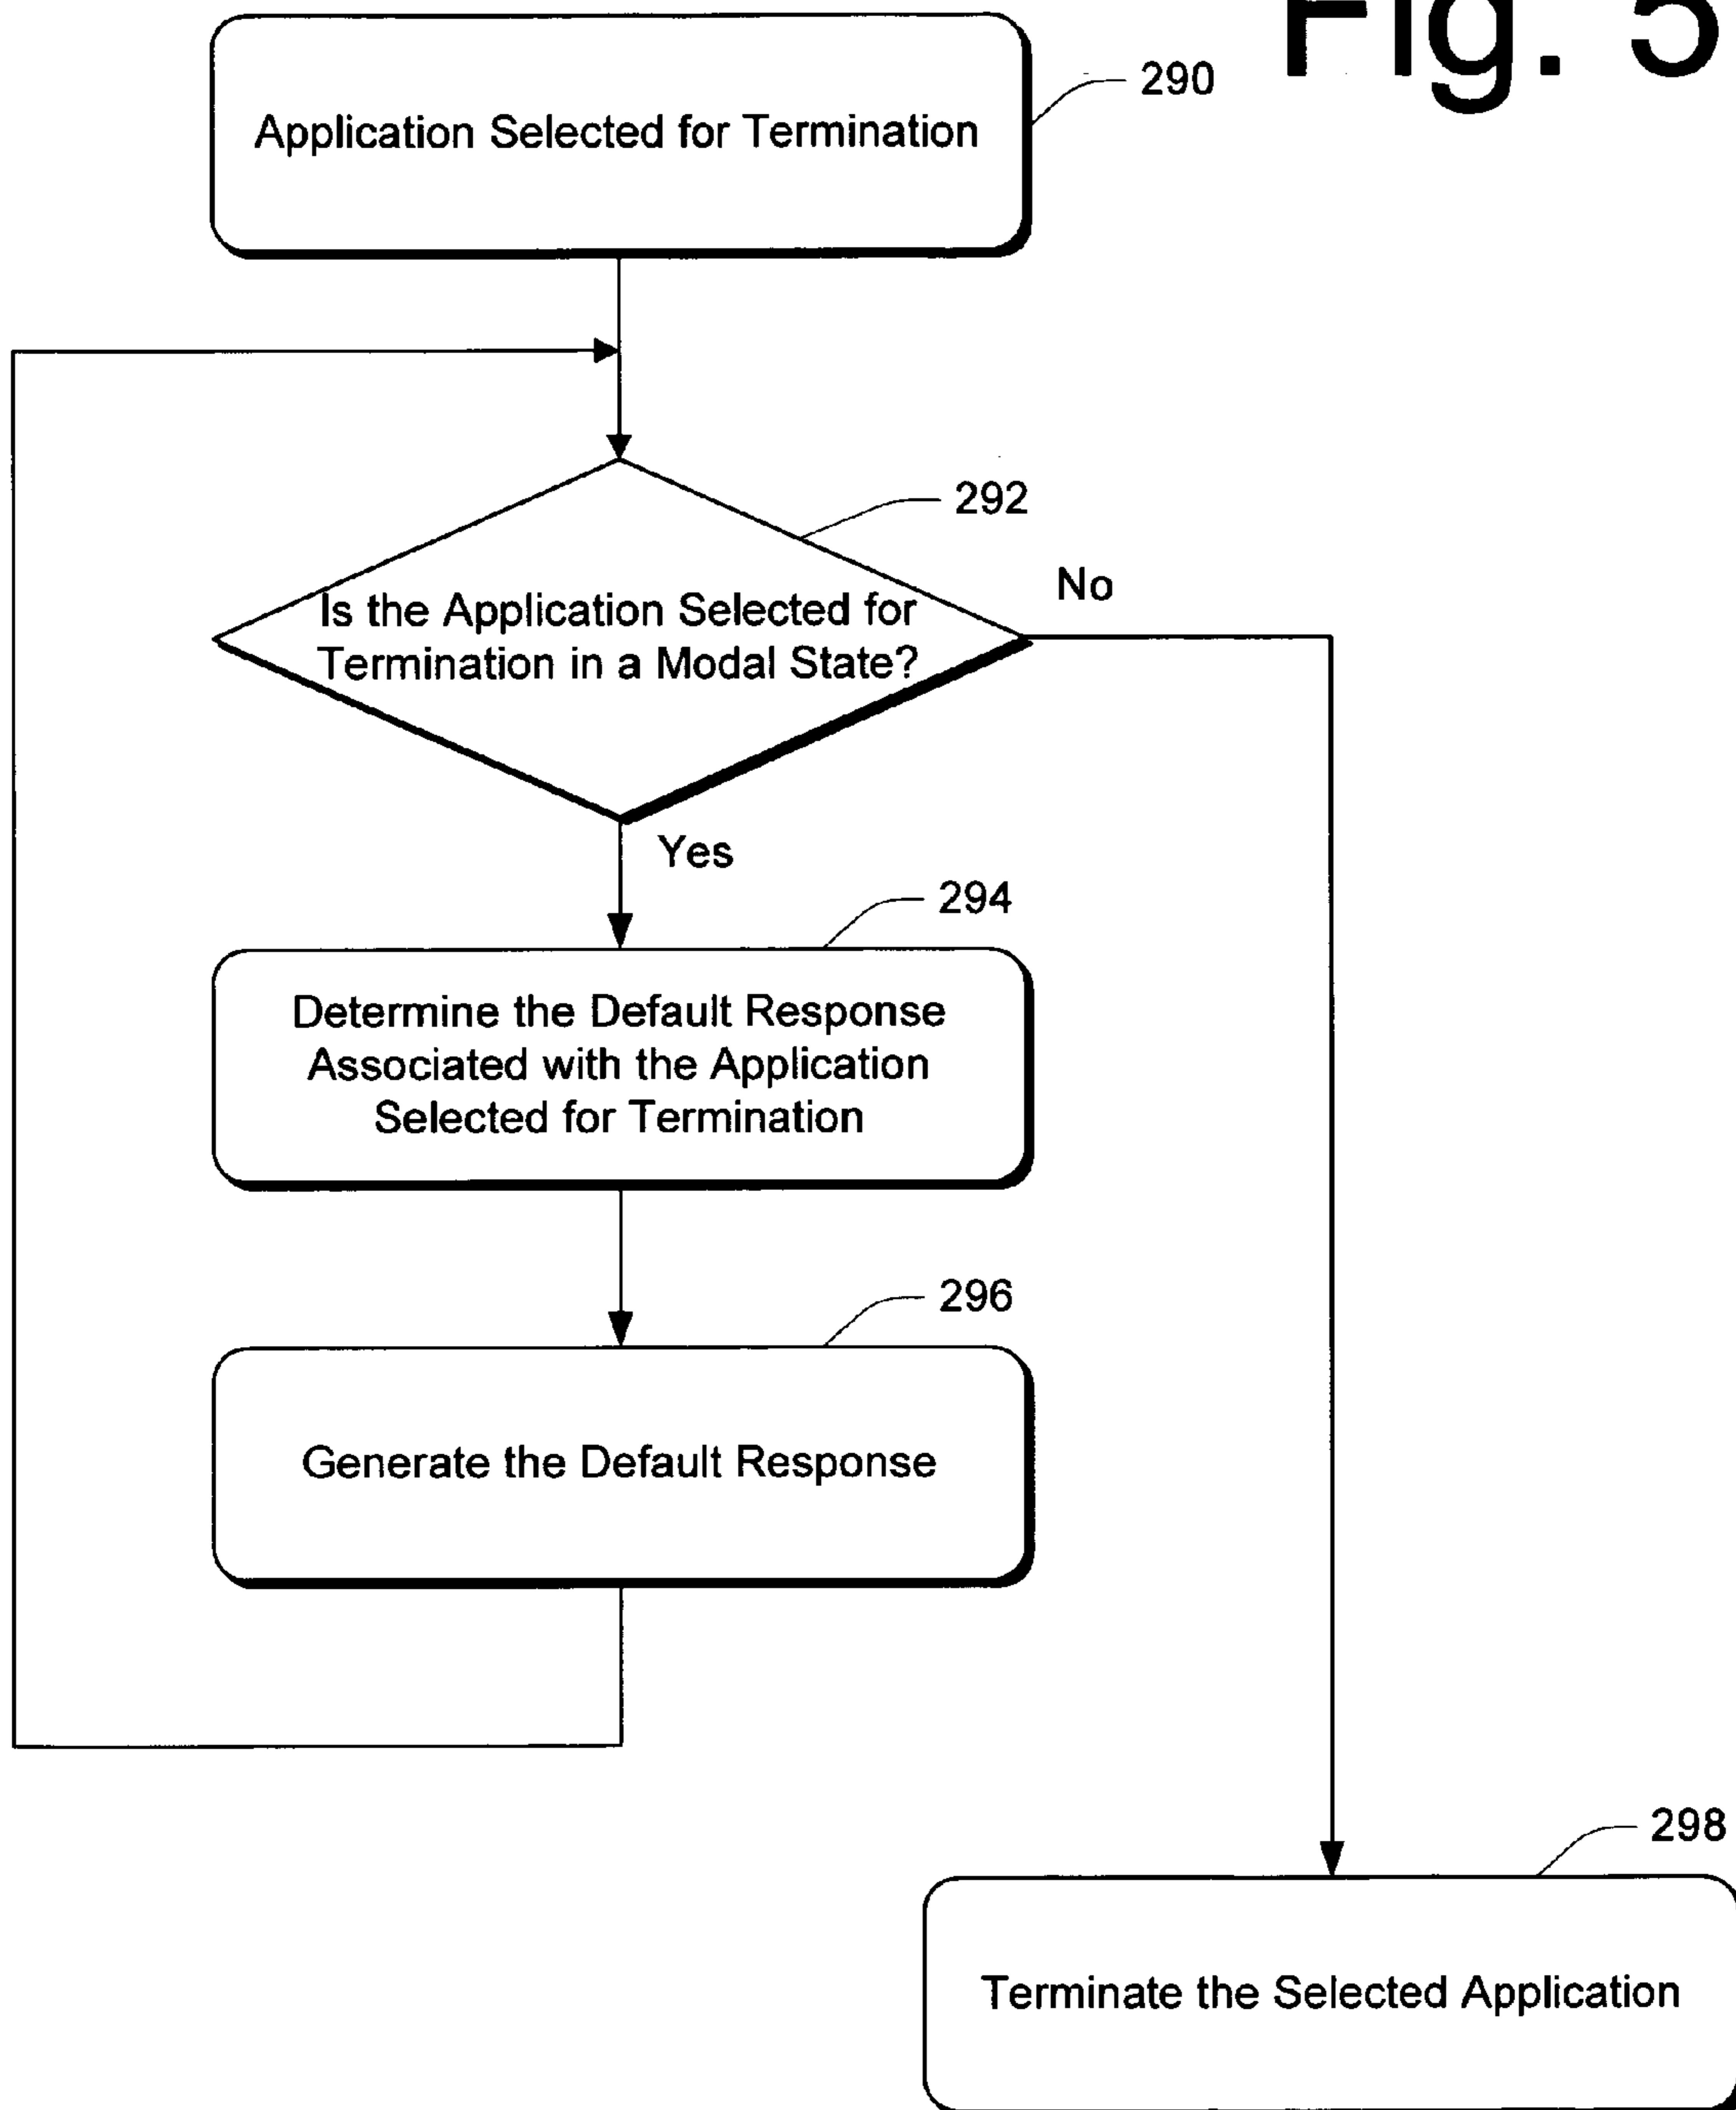 Fig. 5
Application Selected for Termination
290
292
No
Is the Application Selected for
Termination in a Modal State?
Yes
294
Determine the Default Response
Associated with the Application
Selected for Termination
296
Generate the Default Response
298
Terminate the Selected Application